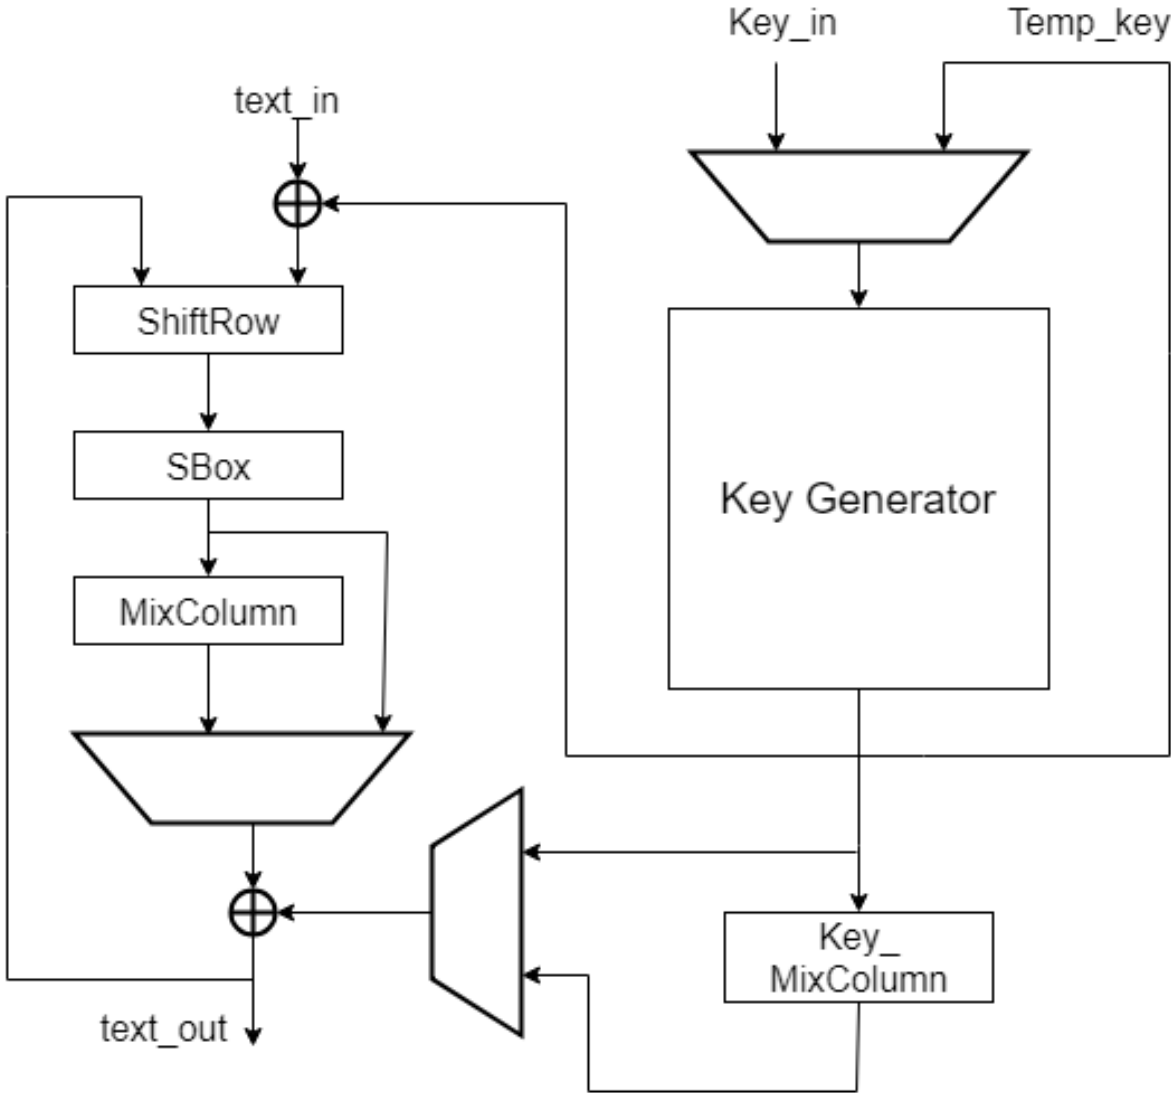 Key_in
Temp_key
text_in
ShiftRow
SBox
Key Generator
MixColumn
Key_
MixColumn
text_out